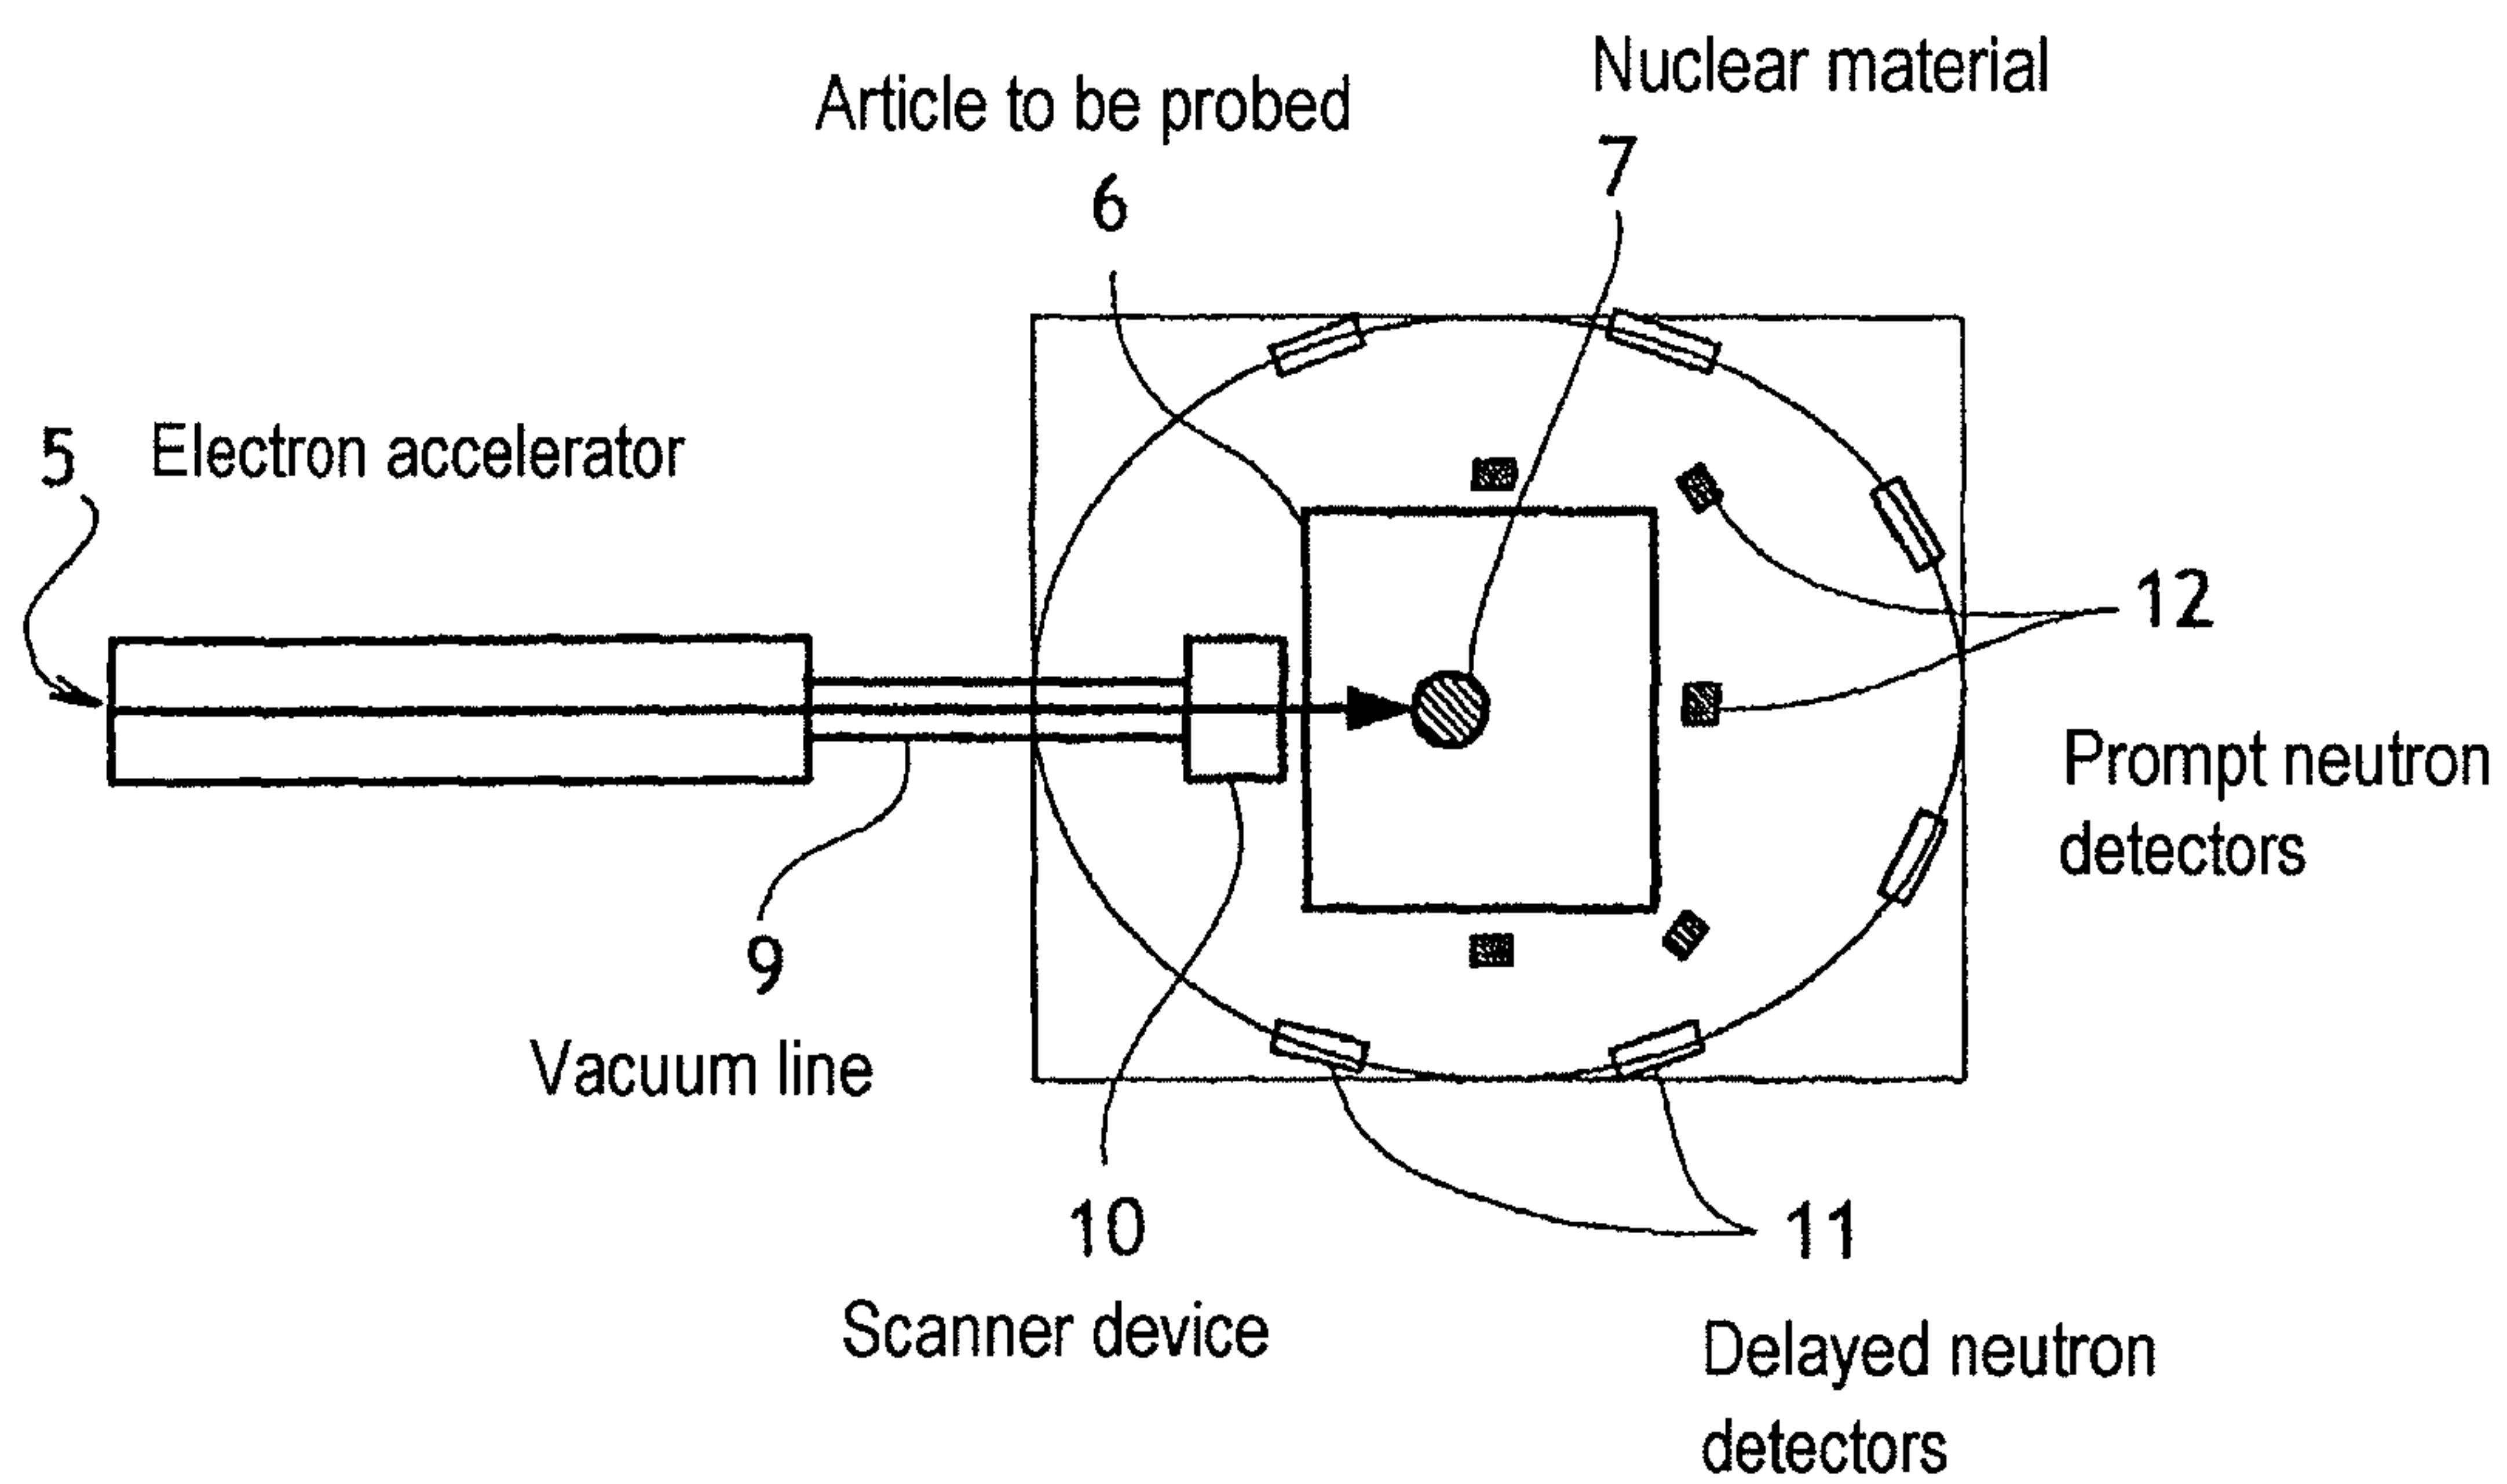 Nuclear material
7
Article to be probed
6
5 Electron accelerator
12
Prompt neutron
detectors
9
Vacuum line
10
Scanner device
11
Delayed neutron
detectors